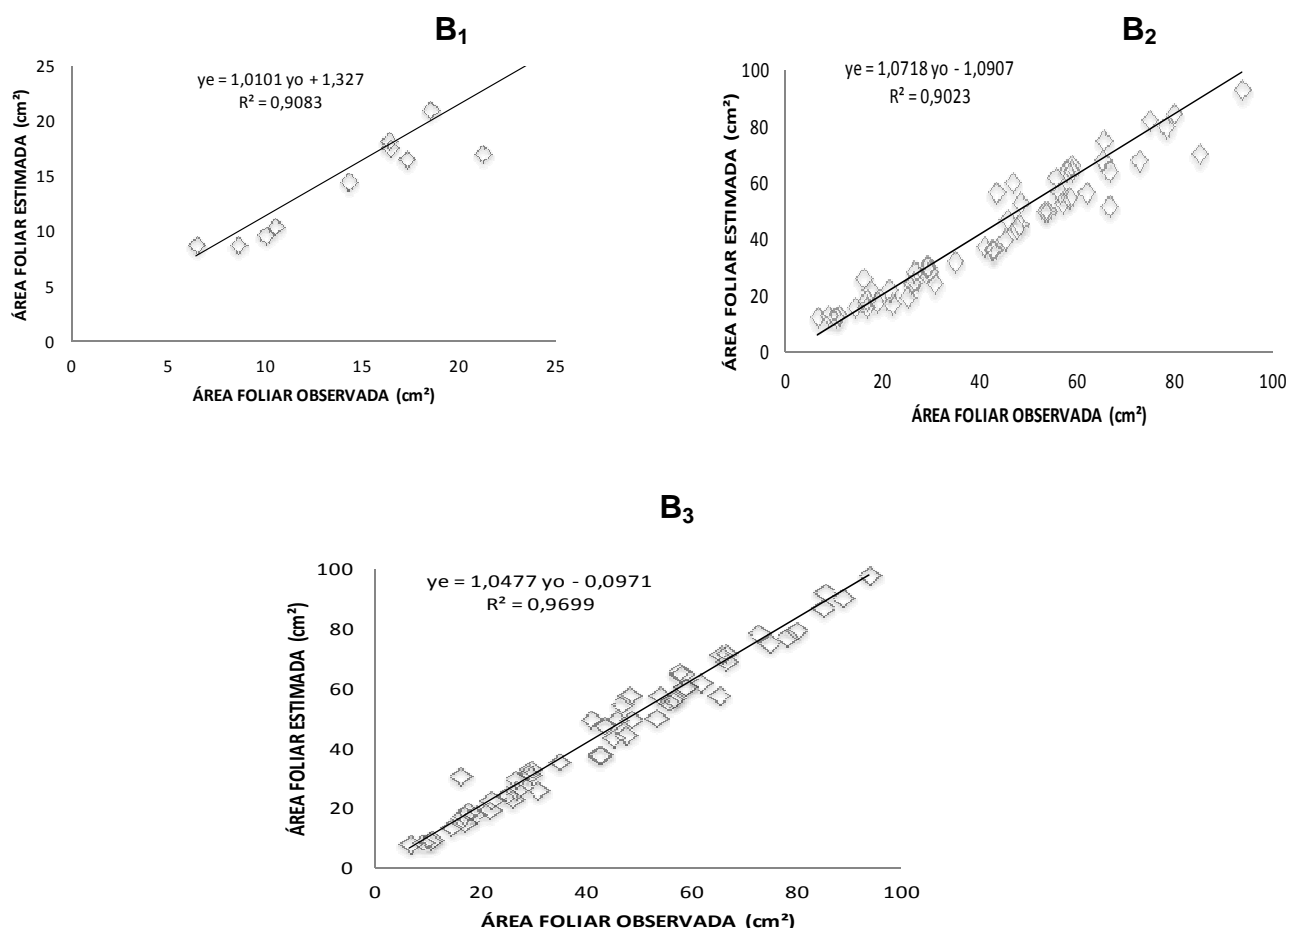 B₁
ye = 1,0101 yo + 1,327
R² = 0,9083
ÁREA FOLIAR ESTIMADA (cm²)
25
20
15
10
5
0
0 5 10 15 20 25
ÁREA FOLIAR OBSERVADA (cm²)
B₂
ye = 1,0718 yo - 1,0907
R² = 0,9023
ÁREA FOLIAR ESTIMADA (cm²)
100
80
60
40
20
0
0 20 40 60 80 100
ÁREA FOLIAR OBSERVADA (cm²)
B₃
ye = 1,0477 yo - 0,0971
R² = 0,9699
ÁREA FOLIAR ESTIMADA (cm²)
100
80
60
40
20
0
0 20 40 60 80 100
ÁREA FOLIAR OBSERVADA (cm²)